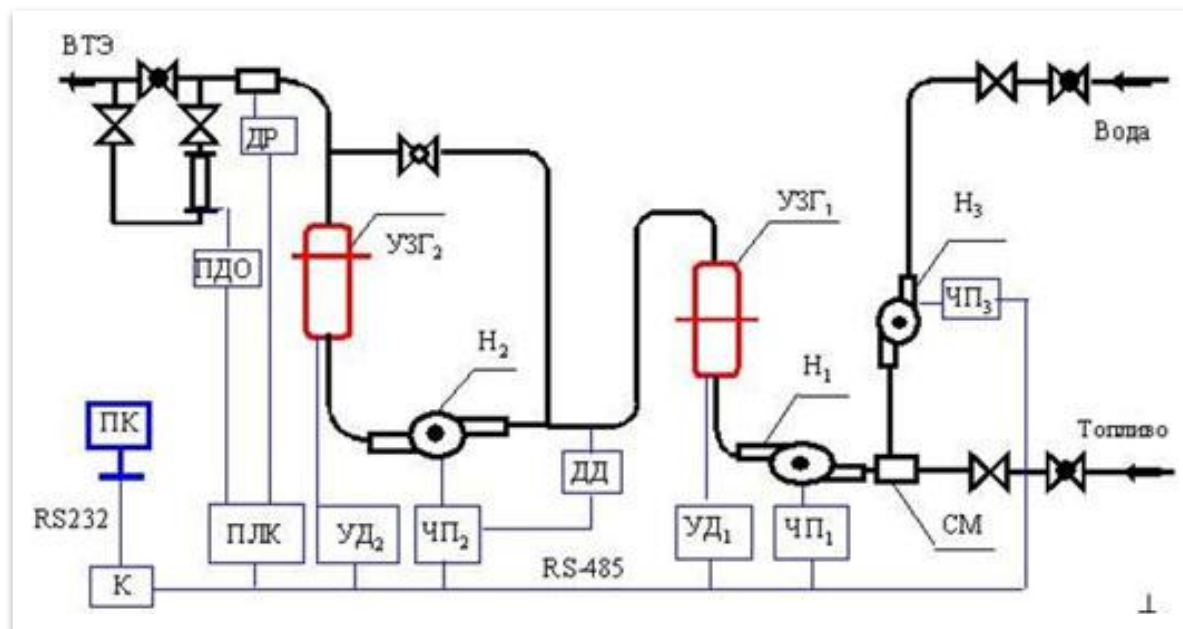 ВТЭ
Вода
ДР
УЗГ₁
Н₃
УЗГ₂
ПДО
ЧП₃
Н₂
Н₁
ПК
Топливо
ДД
RS232
ПЛК
УД₂
ЧП₂
УД₁
ЧП₁
СМ
RS-485
К